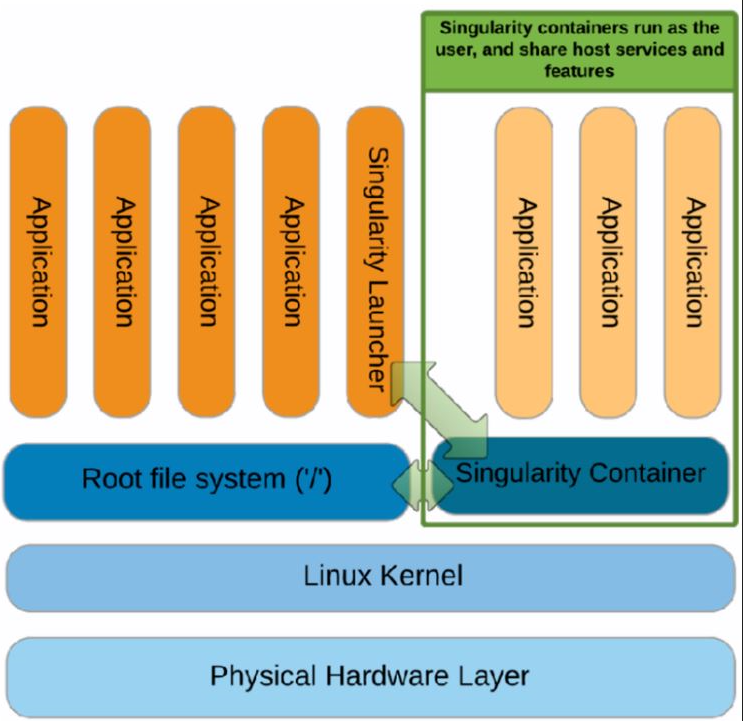 Singularity containers run as the
user, and share host services and
features
Application
Application
Application
Application
Singularity Launcher
Application
Application
Application
Root file system ('/')
Singularity Container
Linux Kernel
Physical Hardware Layer